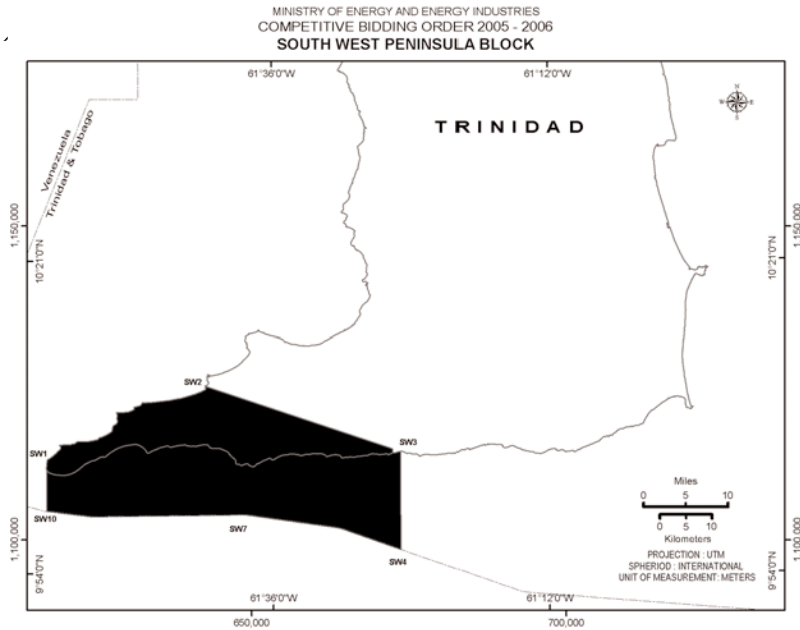 MINISTRY OF ENERGY AND ENERGY INDUSTRIES
COMPETITIVE BIDDING ORDER 2005 - 2006
SOUTH WEST PENINSULA BLOCK
61°36'0"W
61°12'0"W
TRINIDAD
N
W E
S
Venezuela
Trinidad & Tobago
1,150,000
10°21'0"N
10°21'0"N
1,150,000
SW2
SW1
SW3
SW10
SW7
SW4
Miles
0 5 10
0 5 10
Kilometers
PROJECTION : UTM
SPHERIOD : INTERNATIONAL
UNIT OF MEASUREMENT: METERS
1,100,000
9°54'0"N
9°54'0"N
1,100,000
61°36'0"W
61°12'0"W
650,000
700,000